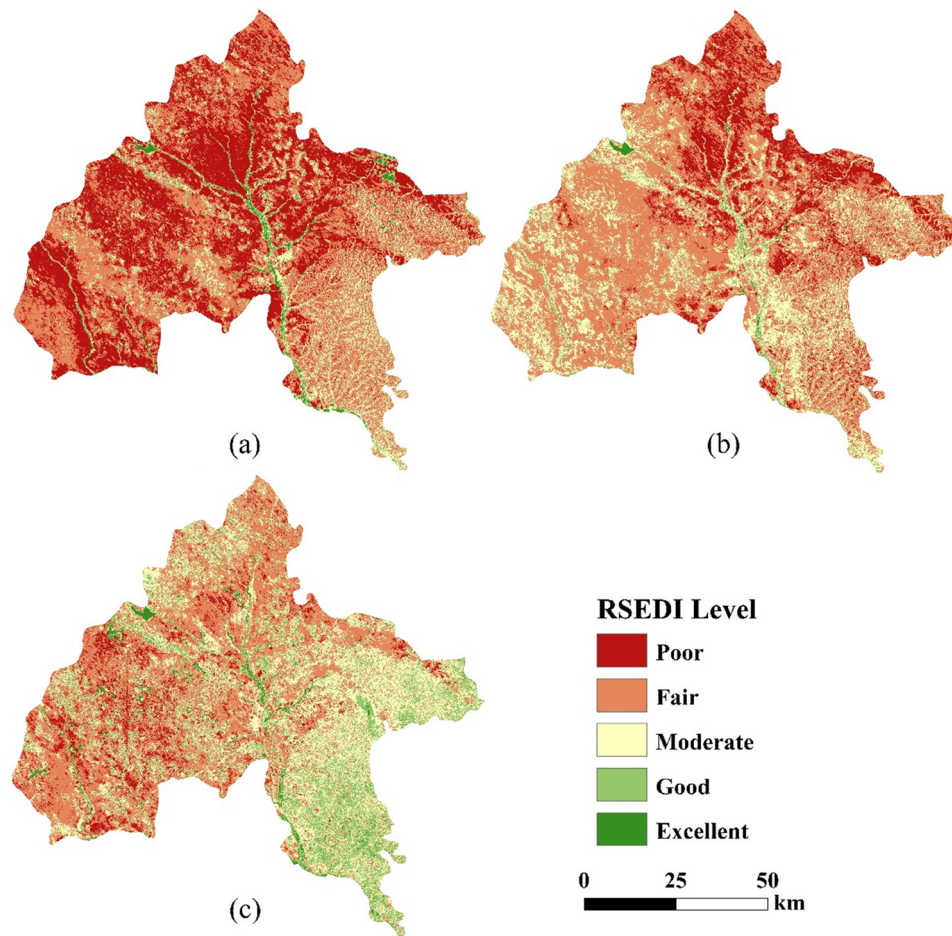 (a)
(b)
(c)
RSEDI Level
Poor
Fair
Moderate
Good
Excellent
0 25 50
km